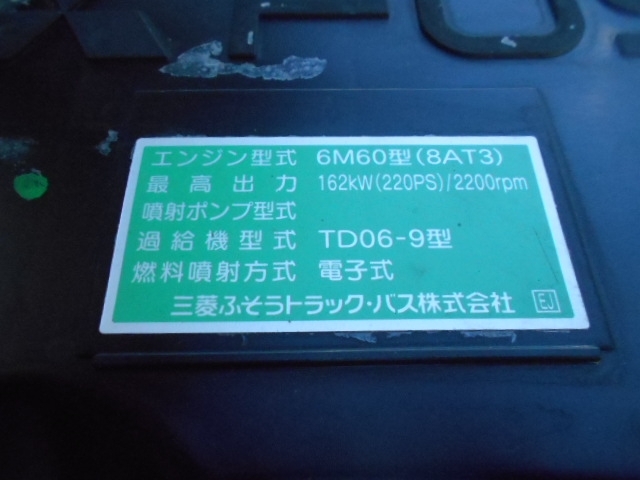 エンジン型式 6M60型(8AT3)
最高出力 162kW(220PS)/2200rpm
噴射ポンプ型式
過給機型式 TD06-9型
燃料噴射方式 電子式
三菱ふそうトラック・バス株式会社 EJ